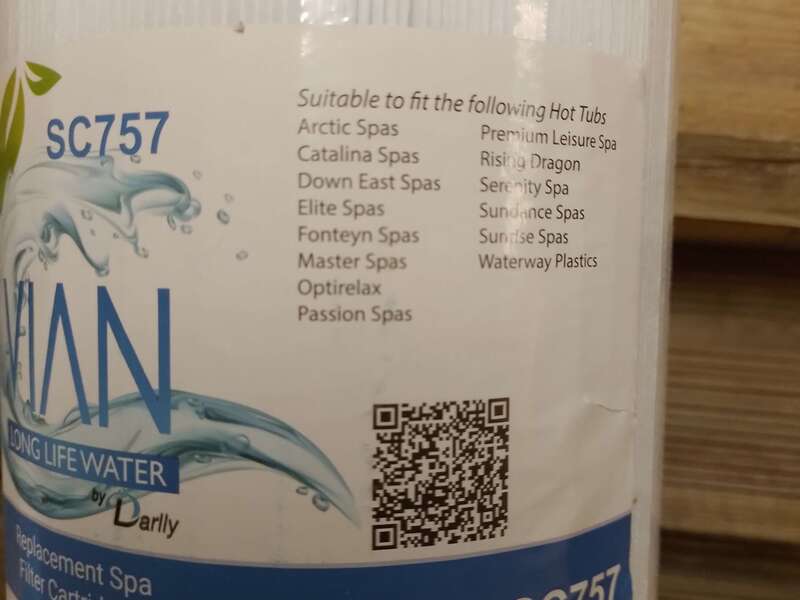 SC757
Suitable to fit the following Hot Tubs
Arctic Spas
Catalina Spas
Down East Spas
Elite Spas
Fonteyn Spas
Master Spas
Optirelax
Passion Spas
Premium Leisure Spa
Rising Dragon
Serenity Spa
Sundance Spas
Sunrise Spas
Waterway Plastics
VIAN
LONG LIFE WATER
by Darlly
Replacement Spa
Filter
SC757